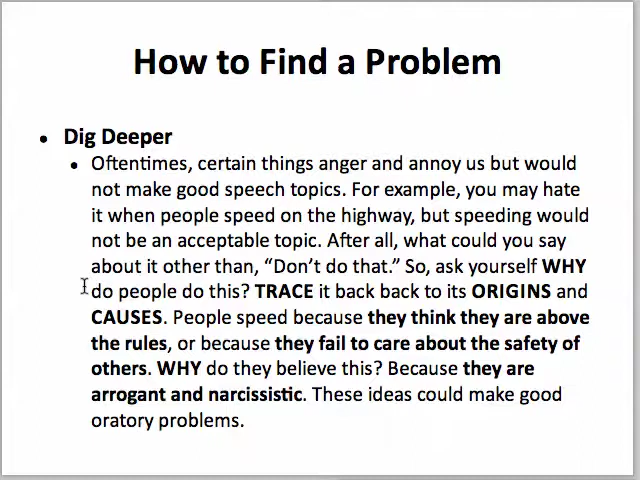 How to Find a Problem
• Dig Deeper
• Oftentimes, certain things anger and annoy us but would
not make good speech topics. For example, you may hate
it when people speed on the highway, but speeding would
not be an acceptable topic. After all, what could you say
about it other than, “Don’t do that.” So, ask yourself WHY
do people do this? TRACE it back back to its ORIGINS and
CAUSES. People speed because they think they are above
the rules, or because they fail to care about the safety of
others. WHY do they believe this? Because they are
arrogant and narcissistic. These ideas could make good
oratory problems.